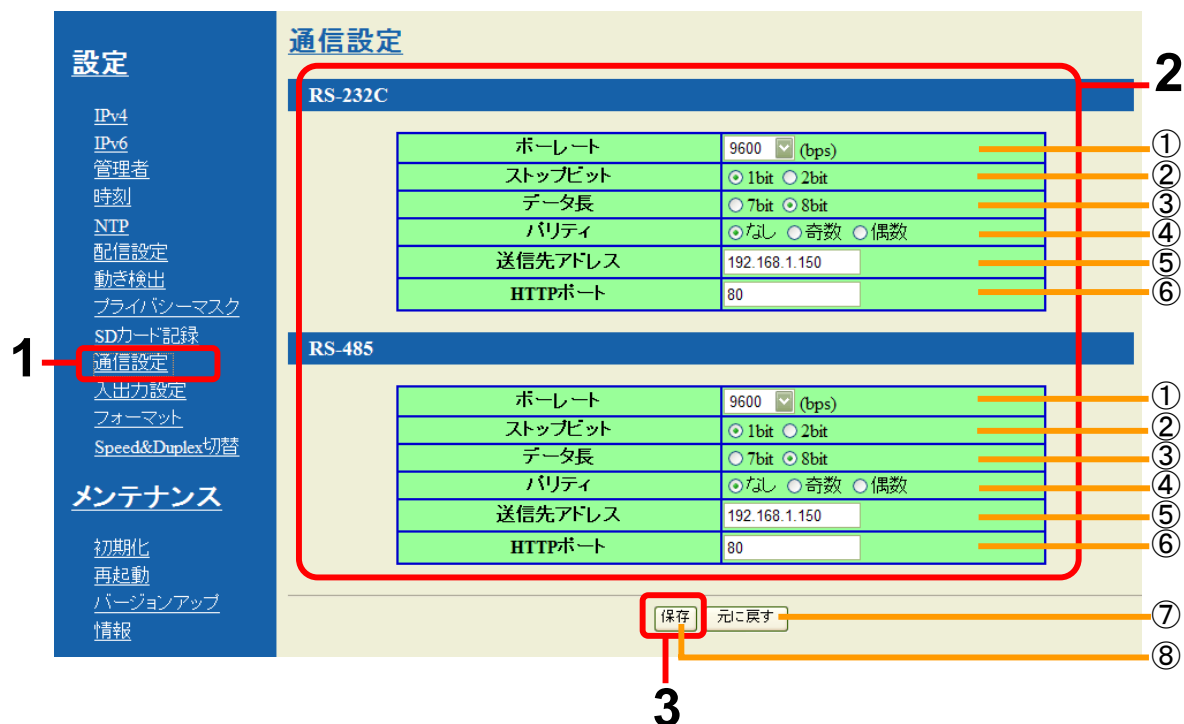 設定
IPv4
IPv6
管理者
時刻
NTP
配信設定
動き検出
プライバシーマスク
SDカード記録
1
通信設定
入出力設定
フォーマット
Speed&Duplex切替
メンテナンス
初期化
再起動
バージョンアップ
情報
通信設定
2
RS-232C
ボーレート 9600 (bps) ①
ストップビット 1bit 2bit ②
データ長 7bit 8bit ③
パリティ なし 奇数 偶数 ④
送信先アドレス 192.168.1.150 ⑤
HTTPポート 80 ⑥
RS-485
ボーレート 9600 (bps) ①
ストップビット 1bit 2bit ②
データ長 7bit 8bit ③
パリティ なし 奇数 偶数 ④
送信先アドレス 192.168.1.150 ⑤
HTTPポート 80 ⑥
保存 元に戻す ⑦
⑧
3